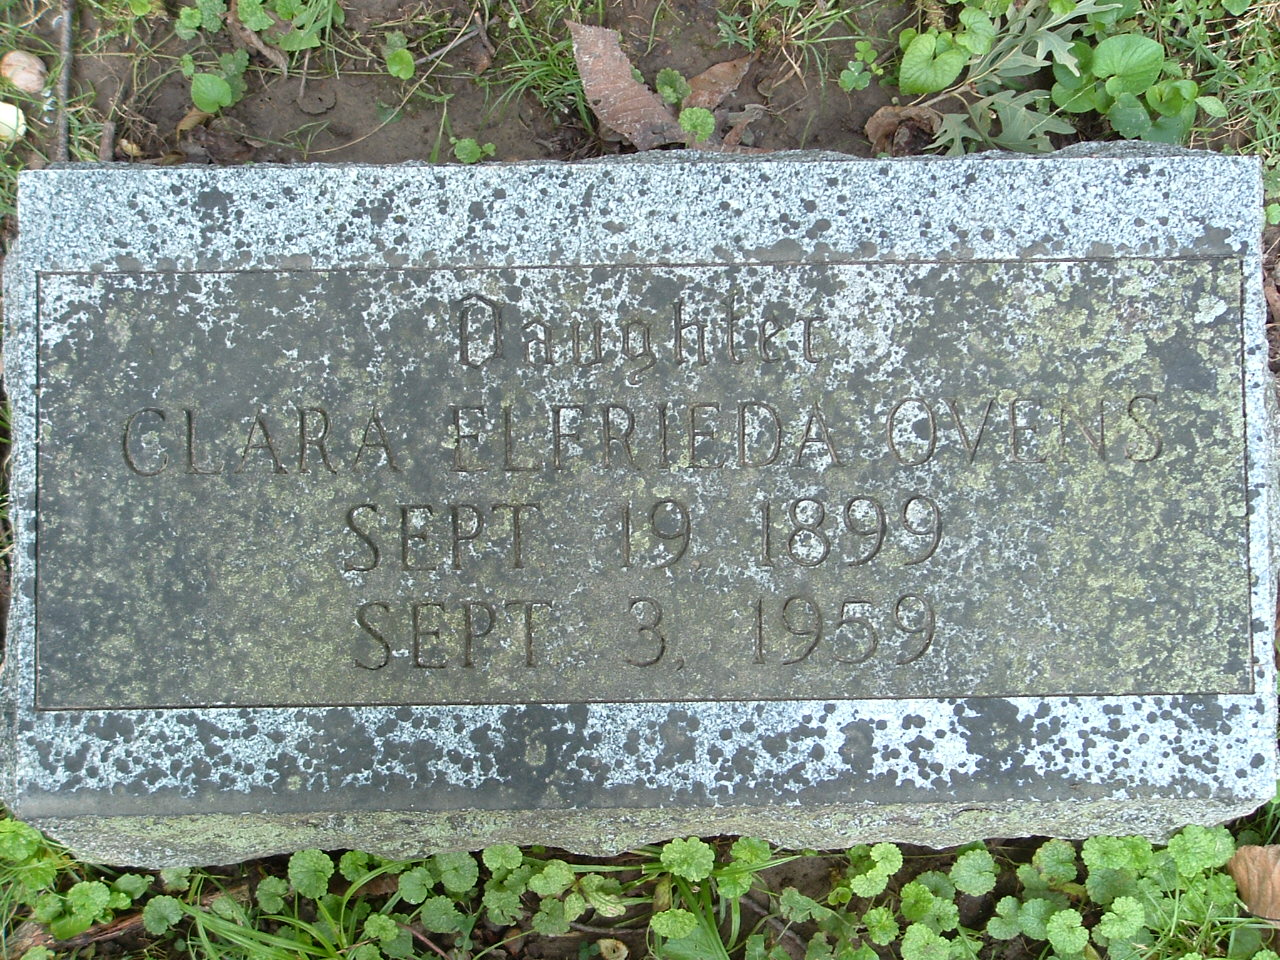 Daughter
CLARA ELFRIEDA OVENS
SEPT 19, 1899
SEPT 3, 1959